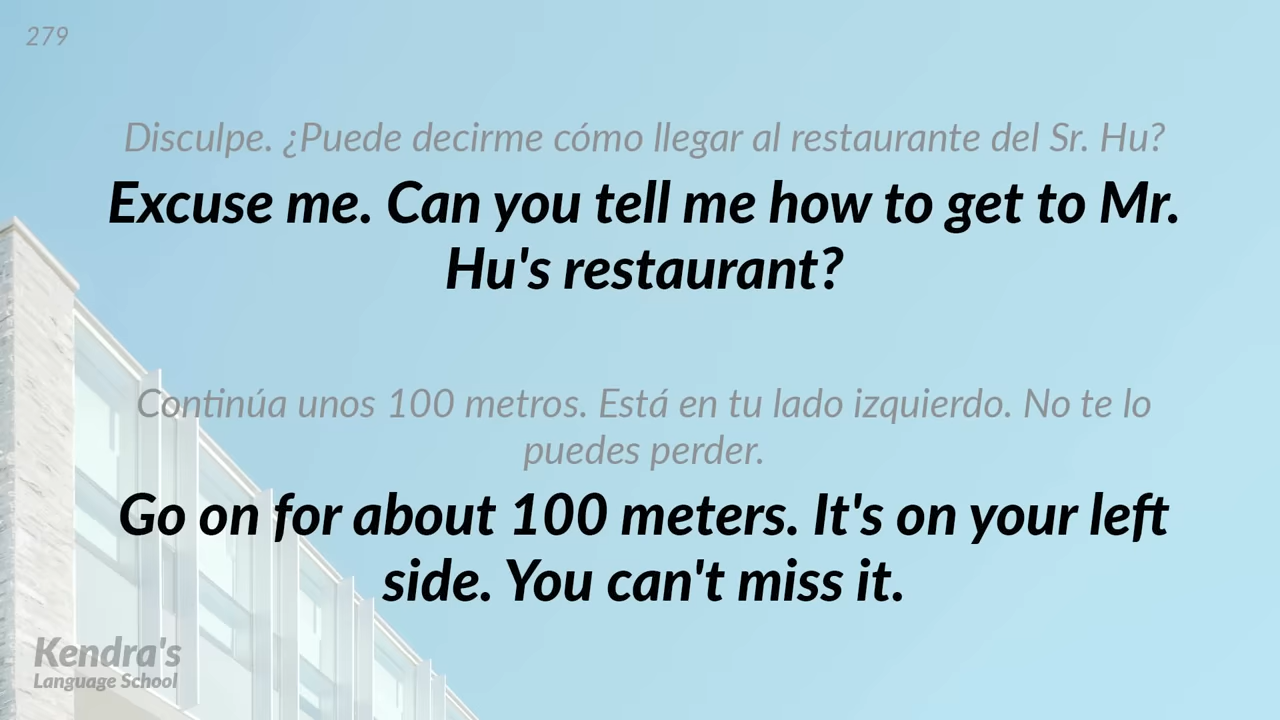 279
Disculpe. ¿Puede decirme cómo llegar al restaurante del Sr. Hu?
Excuse me. Can you tell me how to get to Mr.
Hu's restaurant?
Continúa unos 100 metros. Está en tu lado izquierdo. No te lo
puedes perder.
Go on for about 100 meters. It's on your left
side. You can't miss it.
Kendra's
Language School